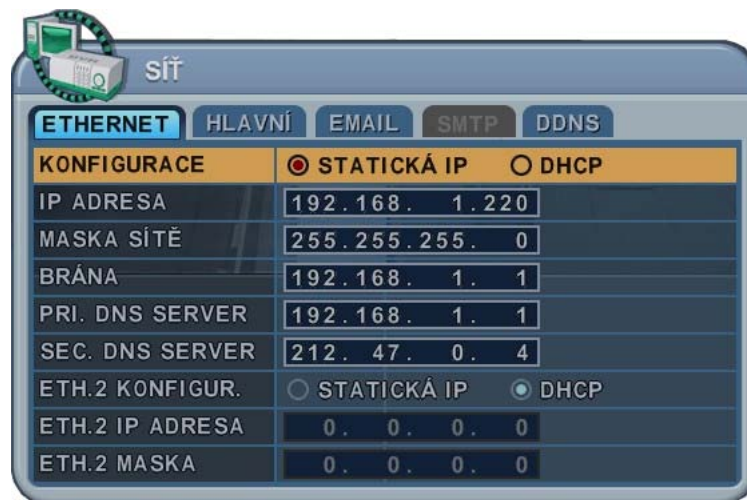 SÍŤ
ETHERNET HLAVNÍ EMAIL SMTP DDNS
KONFIGURACE STATICKÁ IP DHCP
IP ADRESA 192.168. 1.220
MASKA SÍTĚ 255.255.255. 0
BRÁNA 192.168. 1. 1
PRI. DNS SERVER 192.168. 1. 1
SEC. DNS SERVER 212. 47. 0. 4
ETH.2 KONFIGUR. STATICKÁ IP DHCP
ETH.2 IP ADRESA 0. 0. 0. 0
ETH.2 MASKA 0. 0. 0. 0